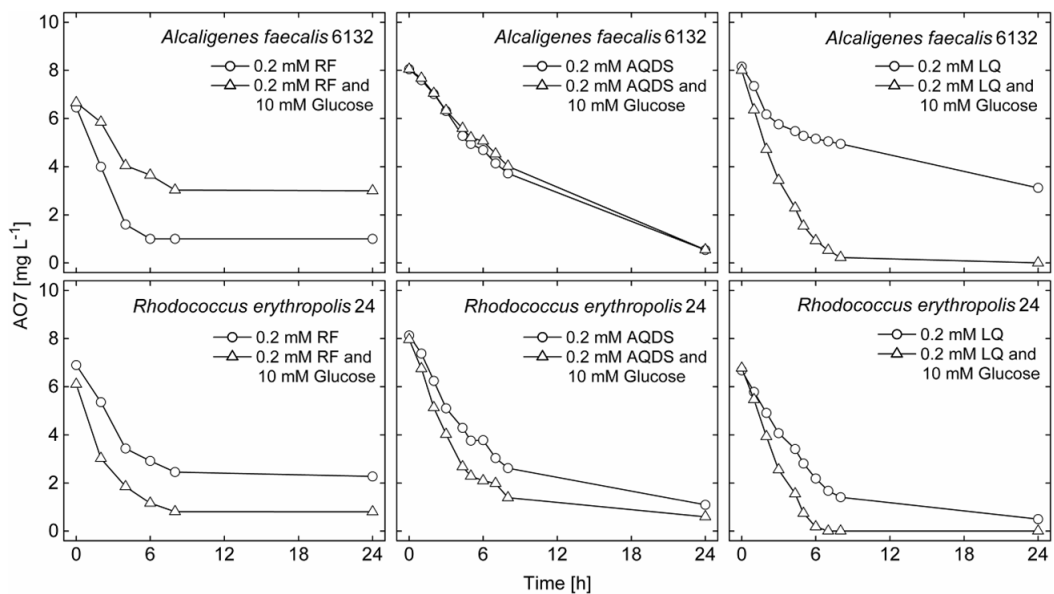 Alcaligenes faecalis 6132
0.2 mM RF
0.2 mM RF and
10 mM Glucose
Alcaligenes faecalis 6132
0.2 mM AQDS
0.2 mM AQDS and
10 mM Glucose
Alcaligenes faecalis 6132
0.2 mM LQ
0.2 mM LQ and
10 mM Glucose
10
8
6
4
2
0
AO7 [mg L⁻¹]
Rhodococcus erythropolis 24
0.2 mM RF
0.2 mM RF and
10 mM Glucose
Rhodococcus erythropolis 24
0.2 mM AQDS
0.2 mM AQDS and
10 mM Glucose
Rhodococcus erythropolis 24
0.2 mM LQ
0.2 mM LQ and
10 mM Glucose
10
8
6
4
2
0
0 6 12 18 24
0 6 12 18 24
0 6 12 18 24
Time [h]